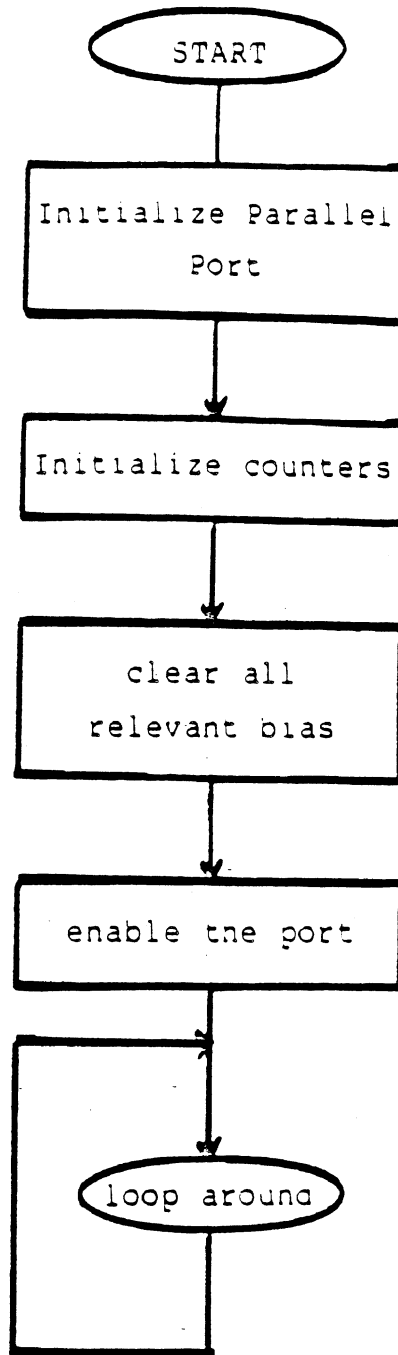 START
Initialize Parallel
Port
Initialize counters
clear all
relevant bias
enable the port
loop around